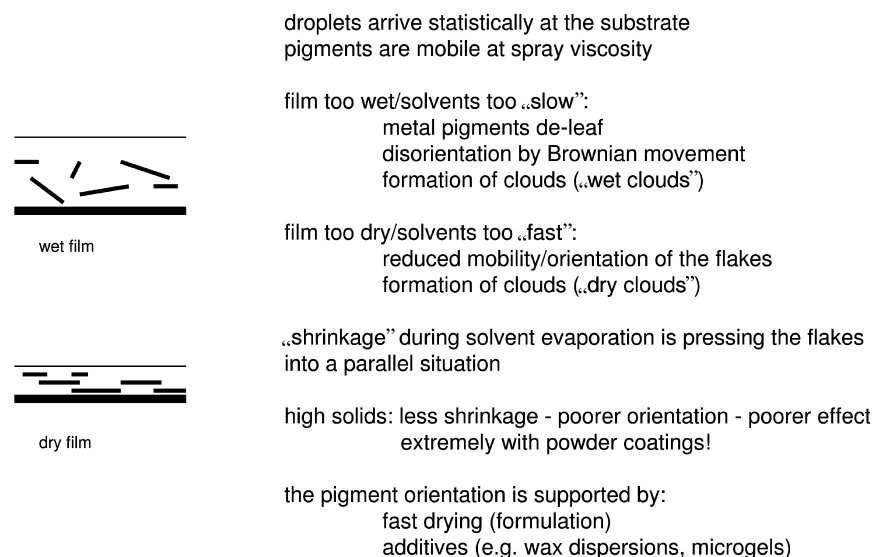 droplets arrive statistically at the substrate
pigments are mobile at spray viscosity
film too wet/solvents too „slow”:
metal pigments de-leaf
disorientation by Brownian movement
formation of clouds („wet clouds”)
wet film
film too dry/solvents too „fast”:
reduced mobility/orientation of the flakes
formation of clouds („dry clouds”)
„shrinkage” during solvent evaporation is pressing the flakes
into a parallel situation
high solids: less shrinkage - poorer orientation - poorer effect
extremely with powder coatings!
dry film
the pigment orientation is supported by:
fast drying (formulation)
additives (e.g. wax dispersions, microgels)